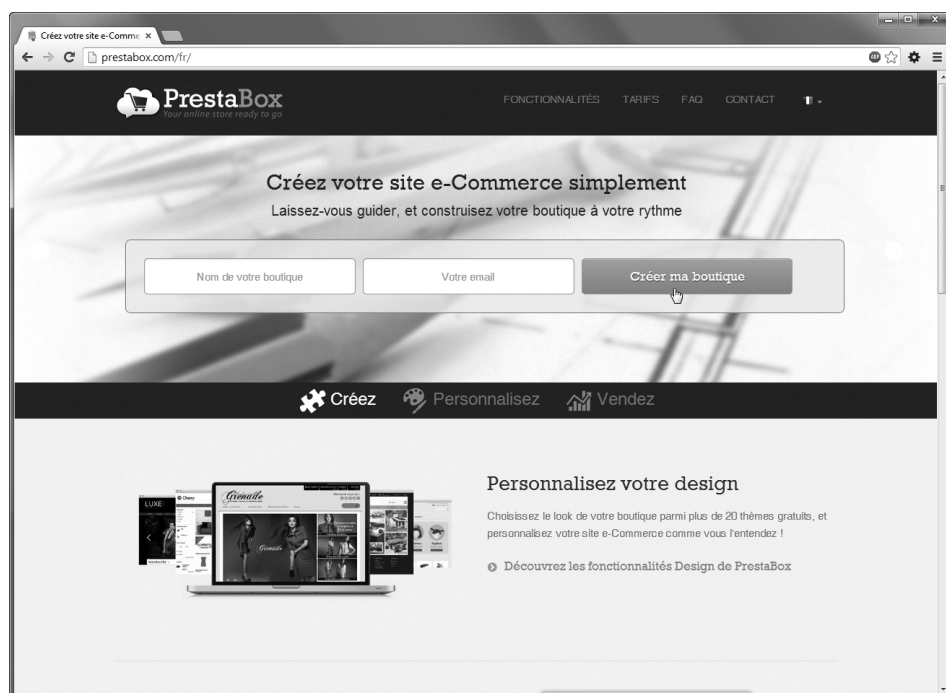 Créez votre site e-Comme
prestabox.com/fr/
ABP
PrestaBox
Your online store ready to go
FONCTIONNALITÉS TARIFS FAQ CONTACT
Créez votre site e-Commerce simplement
Laissez-vous guider, et construisez votre boutique à votre rythme
Nom de votre boutique Votre email Créer ma boutique
Créez Personnalisez Vendez
LUXE
Cherry
Grenade
Grenade
Personnalisez votre design
Choisissez le look de votre boutique parmi plus de 20 thèmes gratuits, et
personnalisez votre site e-Commerce comme vous l'entendez !
Découvrez les fonctionnalités Design de PrestaBox